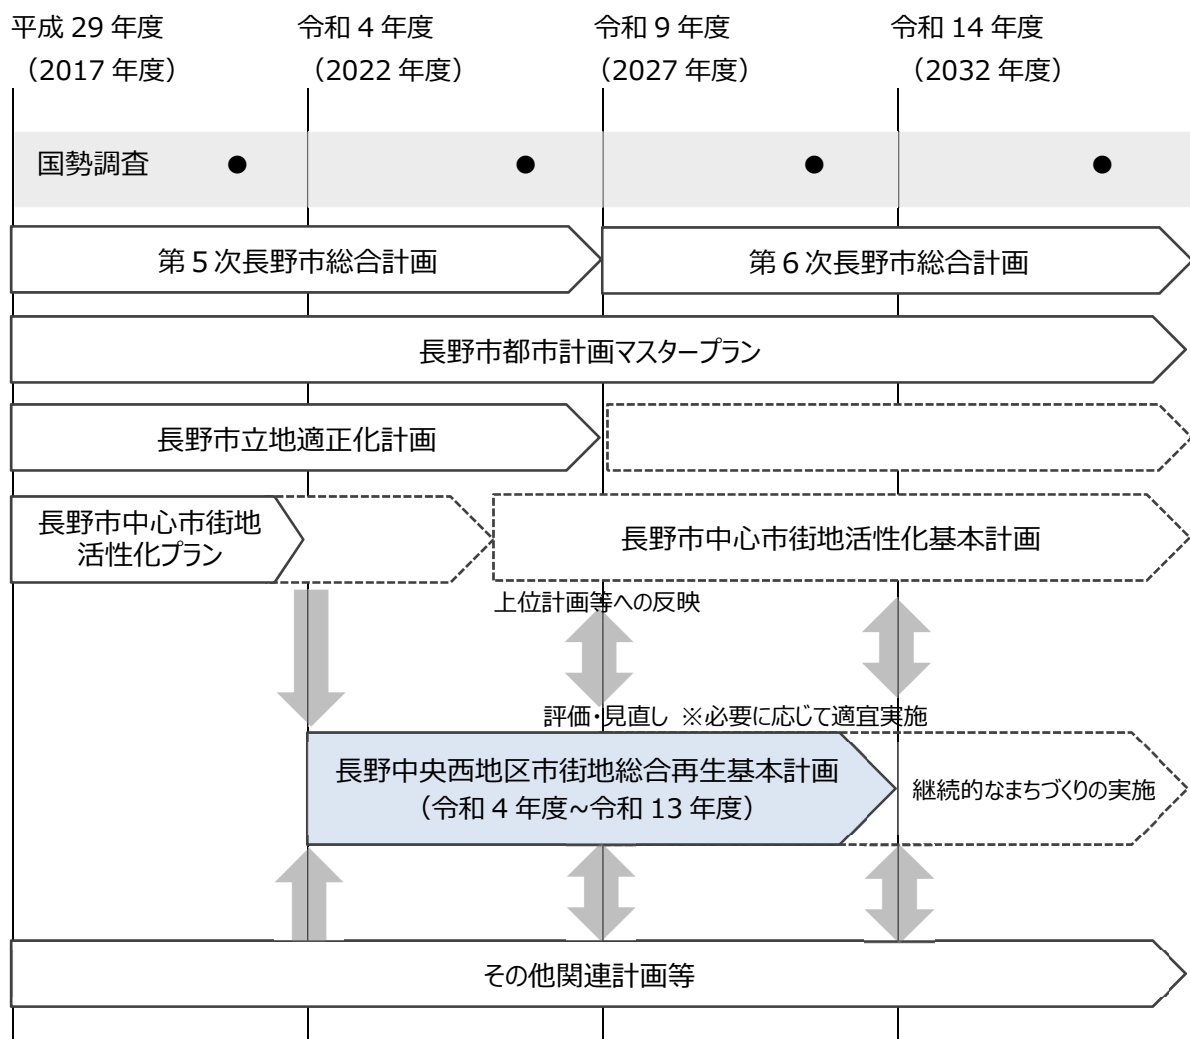 平成 29 年度
(2017 年度)
令和 4 年度
(2022 年度)
令和 9 年度
(2027 年度)
令和 14 年度
(2032 年度)
国勢調査
第5次長野市総合計画
第6次長野市総合計画
長野市都市計画マスタープラン
長野市立地適正化計画
長野市中心市街地
活性化プラン
長野市中心市街地活性化基本計画
上位計画等への反映
評価・見直し ※必要に応じて適宜実施
長野中央西地区市街地総合再生基本計画
(令和 4 年度~令和 13 年度)
継続的なまちづくりの実施
その他関連計画等